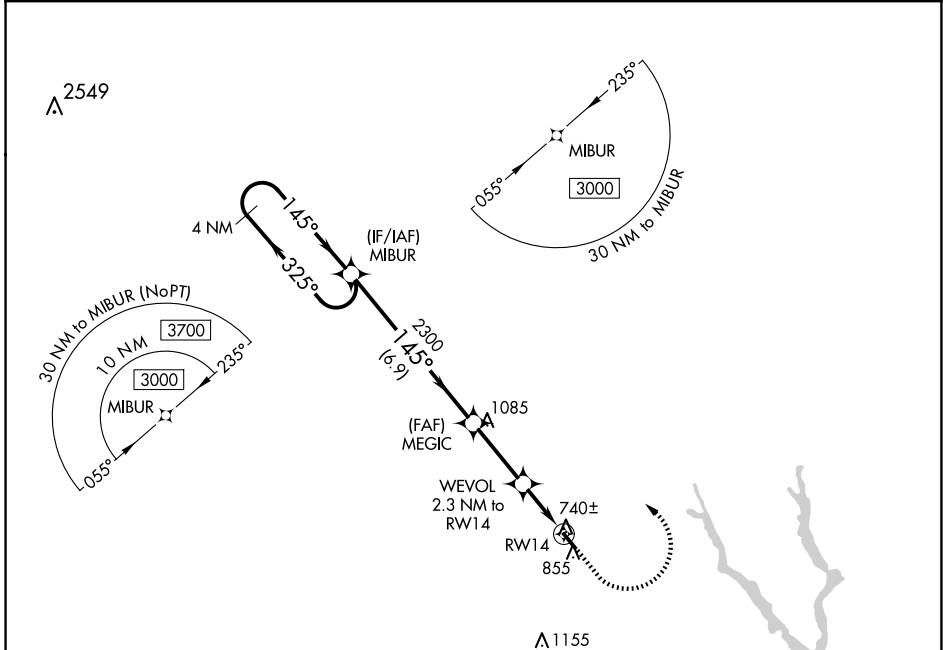 2549
235°
MIBUR
055°
3000
30 NM to MIBUR
4 NM
145°
325°
(IF/IAF)
MIBUR
30 NM to MIBUR (NoPT)
3700
10 NM
3000
235°
MIBUR
055°
2300
145°
(6.9)
(FAF)
MEGIC
1085
WEVOL
2.3 NM to
RW14
740±
RW14
855
1155